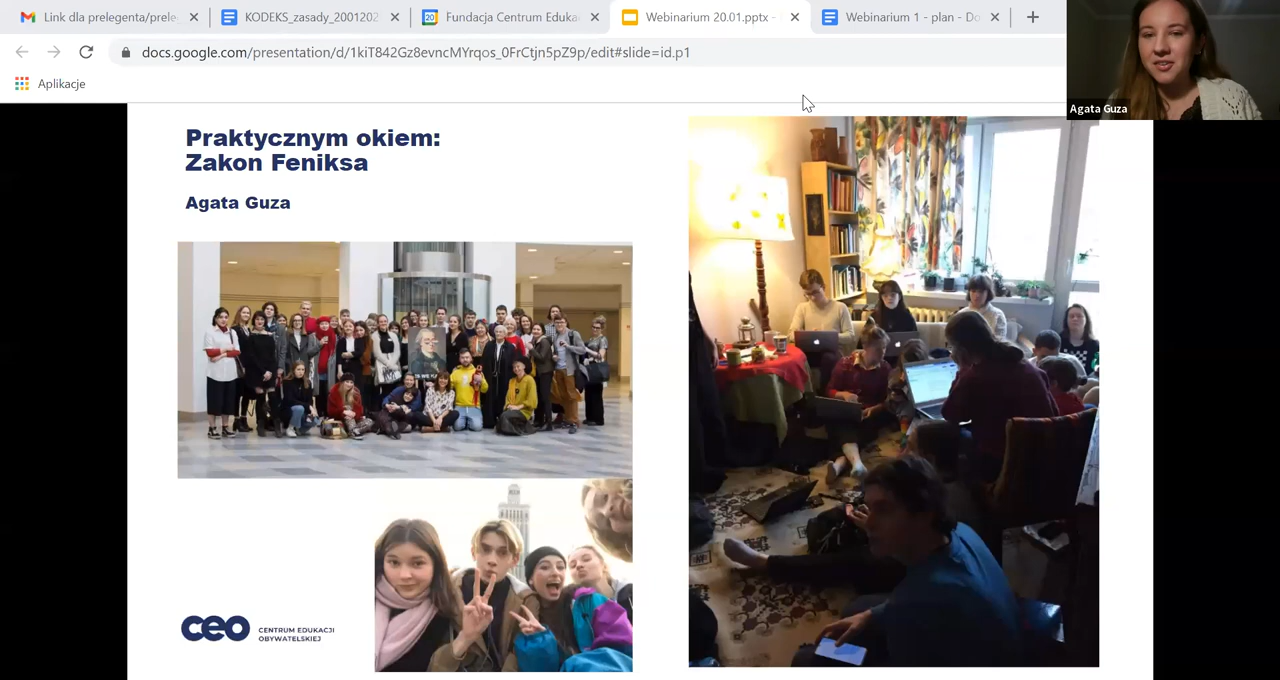 Link dla prelegenta/prele
KODEKS_zasady_2001202
20
Fundacja Centrum Eduka
Webinarium 20.01.pptx -
Webinarium 1 - plan - Do
docs.google.com/presentation/d/1kiT842Gz8evncMYrqos_0FrCtjn5pZ9p/edit#slide=id.p1
Aplikacje
Agata Guza
Praktycznym okiem:
Zakon Feniksa
Agata Guza
ceo
CENTRUM EDUKACJI
OBYWATELSKIEJ